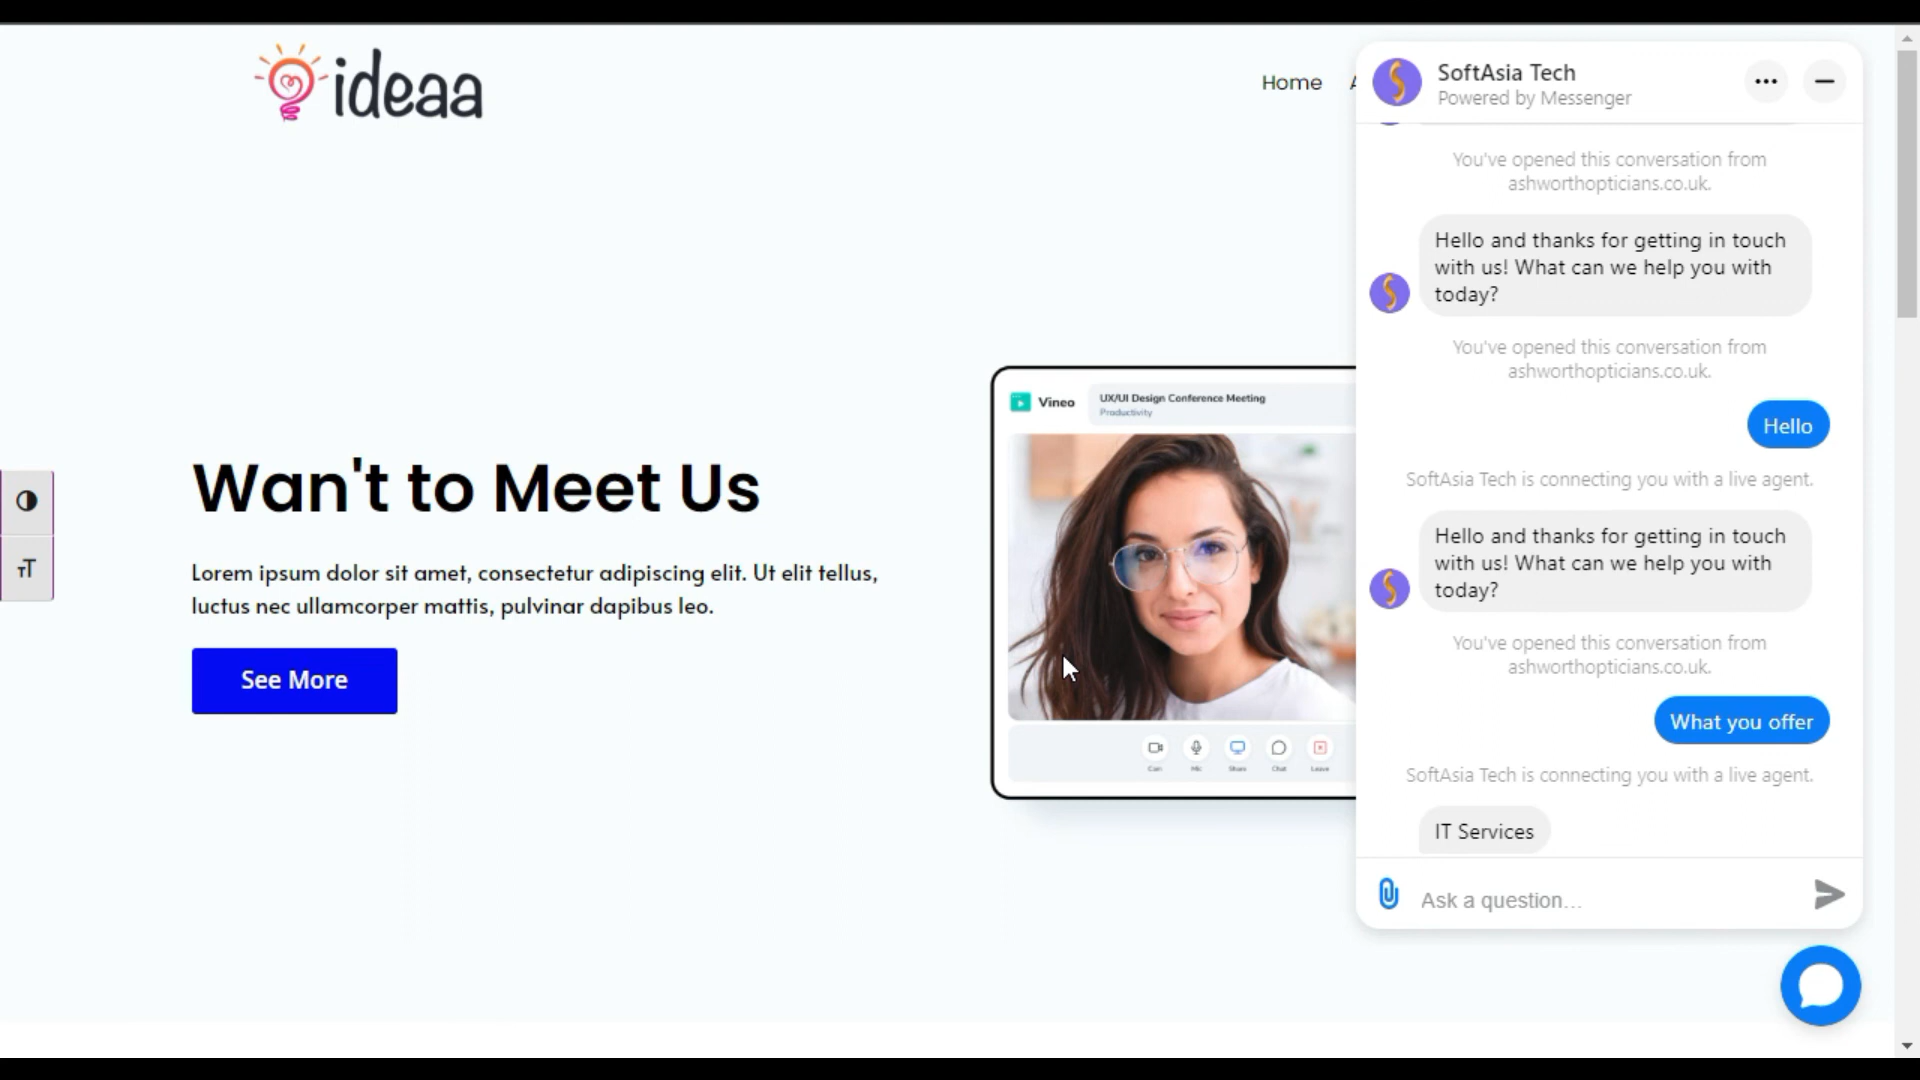 ideaa
Home
Wan't to Meet Us
Lorem ipsum dolor sit amet, consectetur adipiscing elit. Ut elit tellus,
luctus nec ullamcorper mattis, pulvinar dapibus leo.
See More
TT
Vineo
UX/UI Design Conference Meeting
Productivity
Cam
Mic
Share
Chat
Leave
SoftAsia Tech
Powered by Messenger
You've opened this conversation from
ashworthopticians.co.uk.
Hello and thanks for getting in touch
with us! What can we help you with
today?
You've opened this conversation from
ashworthopticians.co.uk.
Hello
SoftAsia Tech is connecting you with a live agent.
Hello and thanks for getting in touch
with us! What can we help you with
today?
You've opened this conversation from
ashworthopticians.co.uk.
What you offer
SoftAsia Tech is connecting you with a live agent.
IT Services
Ask a question...